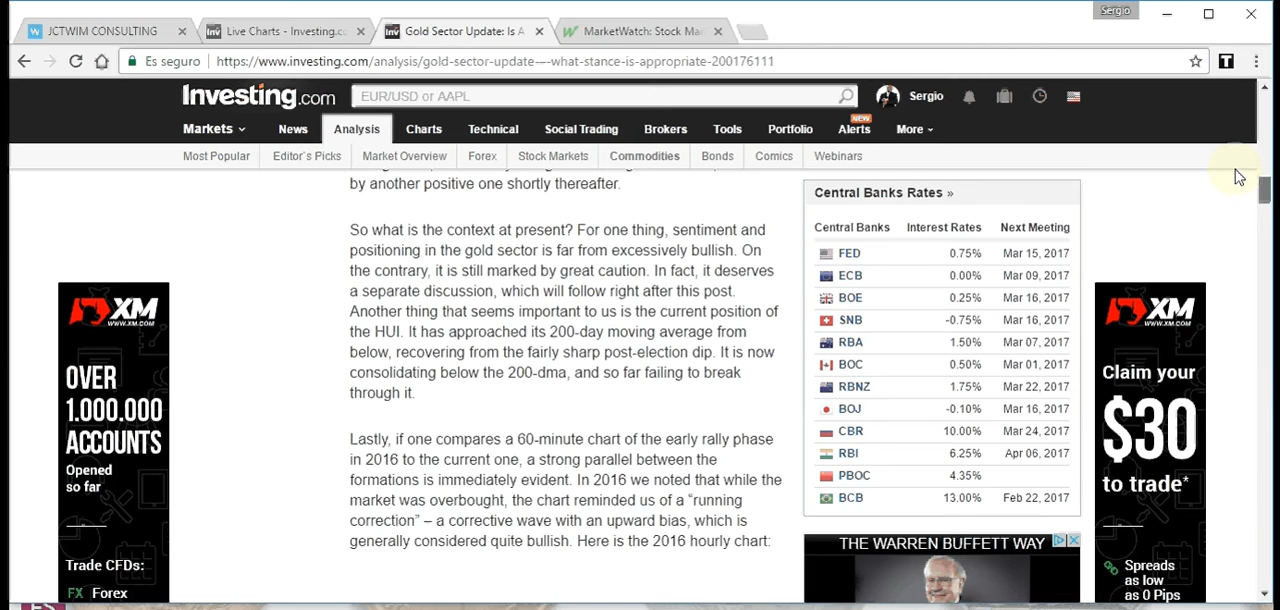 Sergio
JCTWIM CONSULTING
Live Charts - Investing.c
Gold Sector Update: Is A
MarketWatch: Stock Ma
Es seguro
https://www.investing.com/analysis/gold-sector-update-–-what-stance-is-appropriate-200176111
Investing.com
EUR/USD or AAPL
Sergio
NEW
Markets
News
Analysis
Charts
Technical
Social Trading
Brokers
Tools
Portfolio
Alerts
More
Most Popular
Editor's Picks
Market Overview
Forex
Stock Markets
Commodities
Bonds
Comics
Webinars
by another positive one shortly thereafter.
So what is the context at present? For one thing, sentiment and
positioning in the gold sector is far from excessively bullish. On
the contrary, it is still marked by great caution. In fact, it deserves
a separate discussion, which will follow right after this post.
Another thing that seems important to us is the current position of
the HUI. It has approached its 200-day moving average from
below, recovering from the fairly sharp post-election dip. It is now
consolidating below the 200-dma, and so far failing to break
through it.
Lastly, if one compares a 60-minute chart of the early rally phase
in 2016 to the current one, a strong parallel between the
formations is immediately evident. In 2016 we noted that while the
market was overbought, the chart reminded us of a “running
correction” – a corrective wave with an upward bias, which is
generally considered quite bullish. Here is the 2016 hourly chart:
Central Banks Rates »
Central Banks Interest Rates Next Meeting
FED 0.75% Mar 15, 2017
ECB 0.00% Mar 09, 2017
BOE 0.25% Mar 16, 2017
SNB -0.75% Mar 16, 2017
RBA 1.50% Mar 07, 2017
BOC 0.50% Mar 01, 2017
RBNZ 1.75% Mar 22, 2017
BOJ -0.10% Mar 16, 2017
CBR 10.00% Mar 24, 2017
RBI 6.25% Apr 06, 2017
PBOC 4.35%
BCB 13.00% Feb 22, 2017
THE WARREN BUFFETT WAY
XM
WWW.XM.COM
OVER
1.000.000
ACCOUNTS
Opened
so far
Trade CFDs:
FX Forex
XM
WWW.XM.COM
Claim your
$30
to trade*
Spreads
as low
as 0 Pips
ES